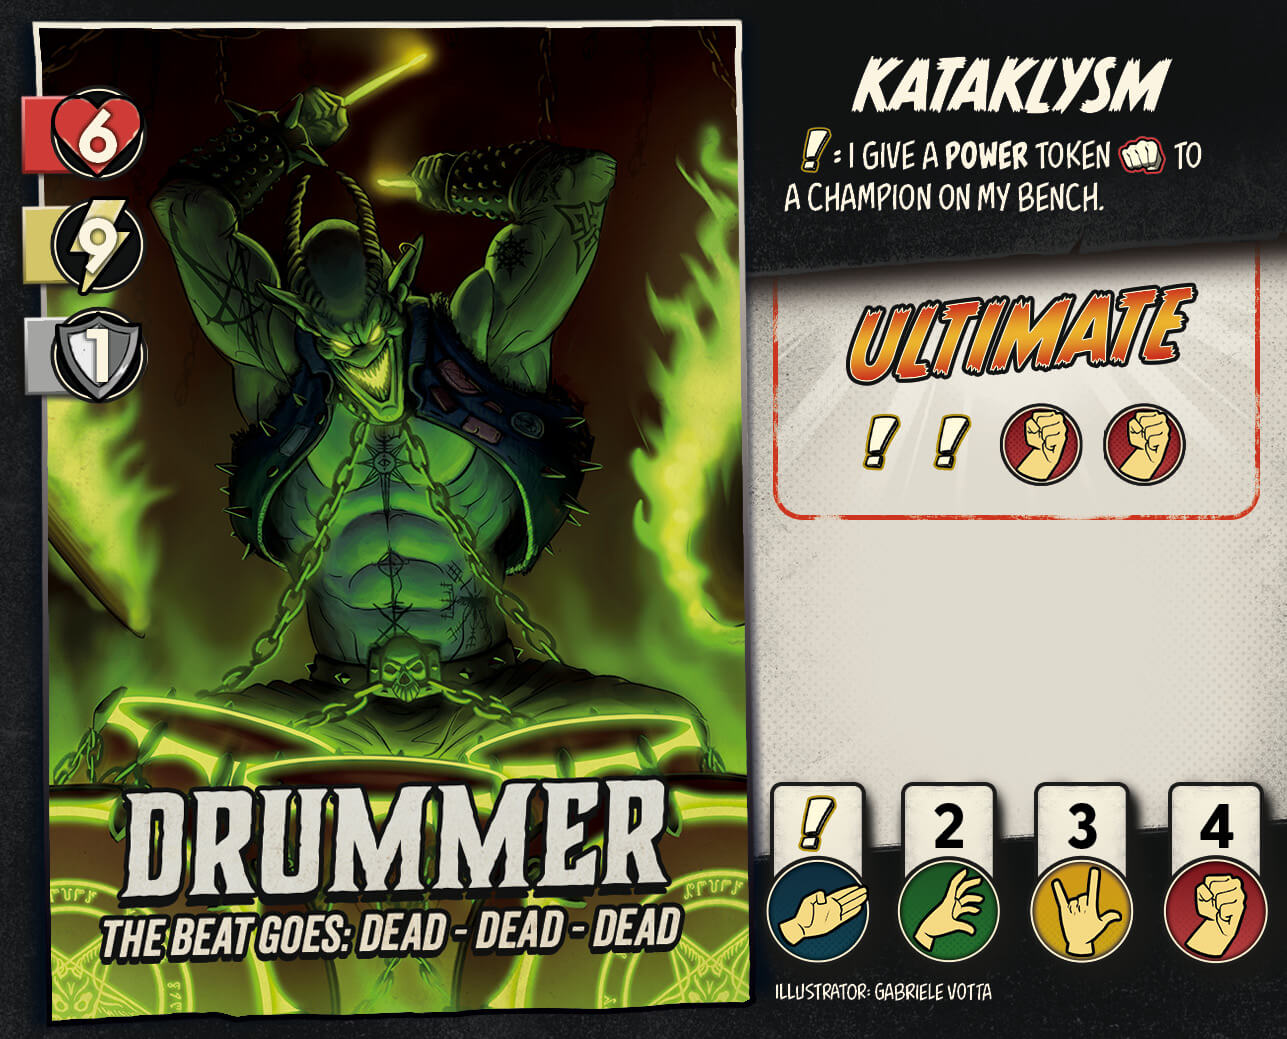 6
9
1
DRUMMER
THE BEAT GOES: DEAD - DEAD - DEAD
KATAKLYSM
!: I GIVE A POWER TOKEN TO
A CHAMPION ON MY BENCH.
ULTIMATE
! !
! 2 3 4
ILLUSTRATOR: GABRIELE VOTTA